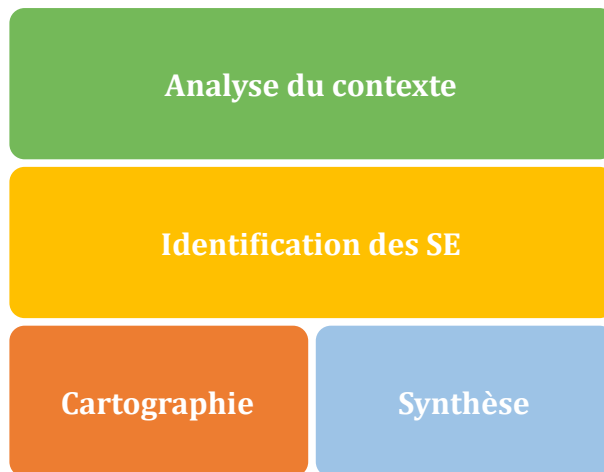 Analyse du contexte
Identification des SE
Cartographie
Synthèse